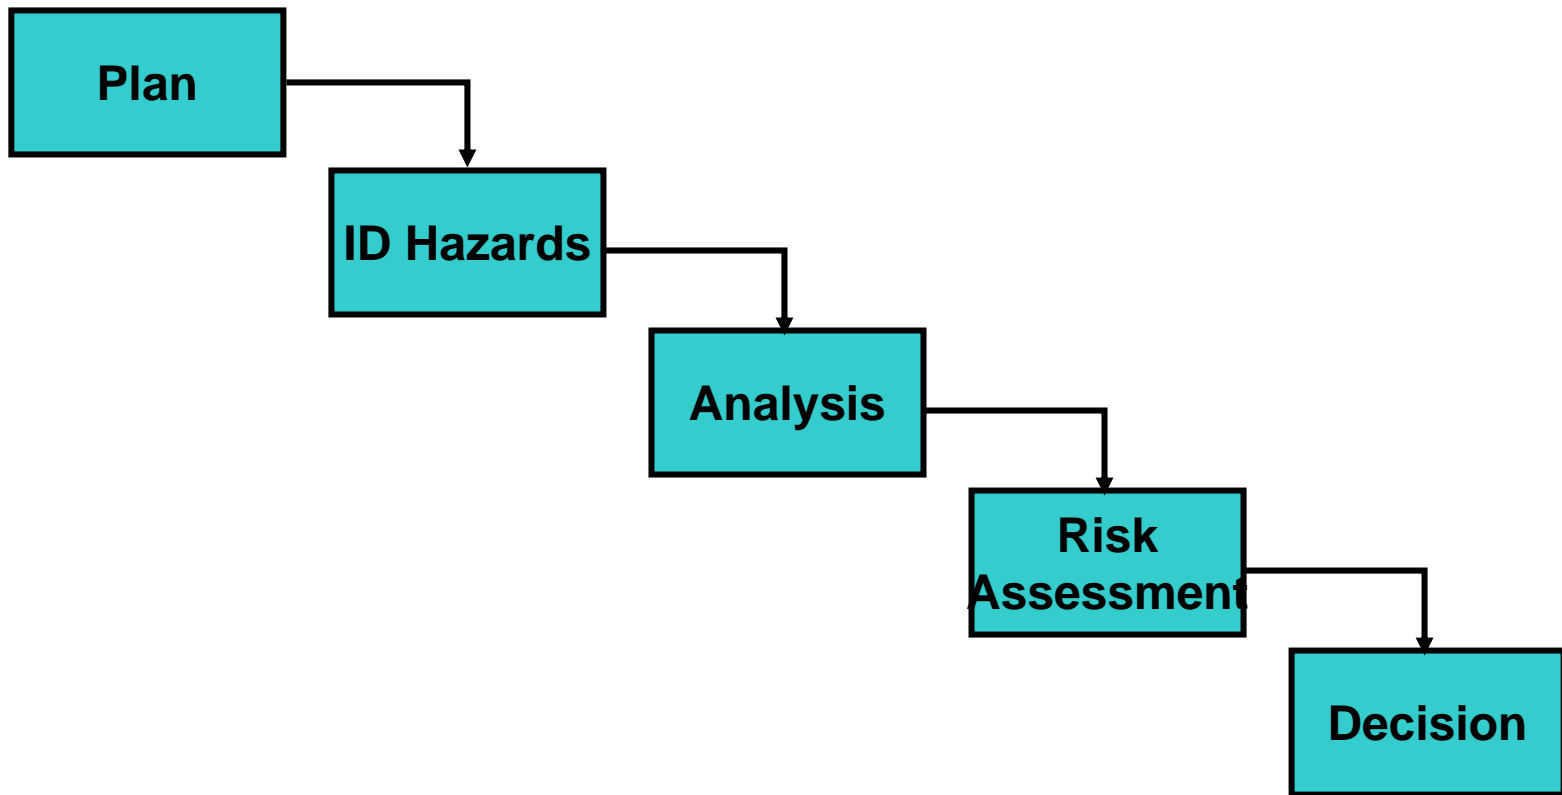 Plan
ID Hazards
Analysis
Risk
Assessment
Decision